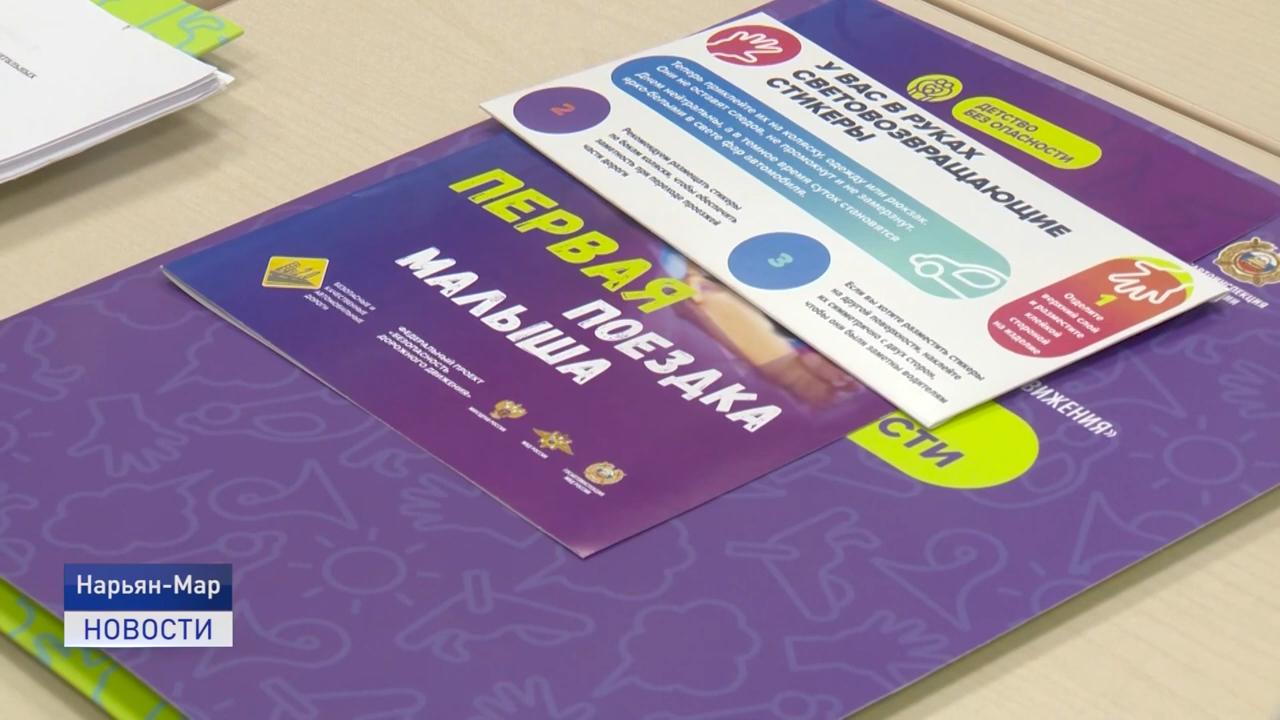 У ВАС В РУКАХ
СВЕТОВОЗВРАЩАЮЩИЕ
СТИКЕРЫ
ДЕТСТВО
БЕЗ ОПАСНОСТИ
Теперь приклейте их на коляску, одежду или рюкзак.
Они не оставят следов, не промокнут и не замерзнут.
Днем нейтральны, а в темное время суток становятся
ярко-белыми в свете фар автомобиля.
2
Рекомендуем размещать стикеры
по бокам коляски, чтобы обеспечить
заметность при переходе проезжей
части дороги
3
Если вы хотите разместить стикеры
на другой поверхности, наклейте
их симметрично с двух сторон,
чтобы они были заметны водителям
1
Отделите
верхний слой
и разместите
клейкой
стороной
на изделие
ПЕРВАЯ
ПОЕЗДКА
МАЛЫША
БЕЗОПАСНЫЕ И
КАЧЕСТВЕННЫЕ
АВТОМОБИЛЬНЫЕ
ДОРОГИ
ФЕДЕРАЛЬНЫЙ ПРОЕКТ
«БЕЗОПАСНОСТЬ
ДОРОЖНОГО ДВИЖЕНИЯ»
МВД РОССИИ
ВИЖЕНИЯ»
СТИ
Нарьян-Мар
НОВОСТИ